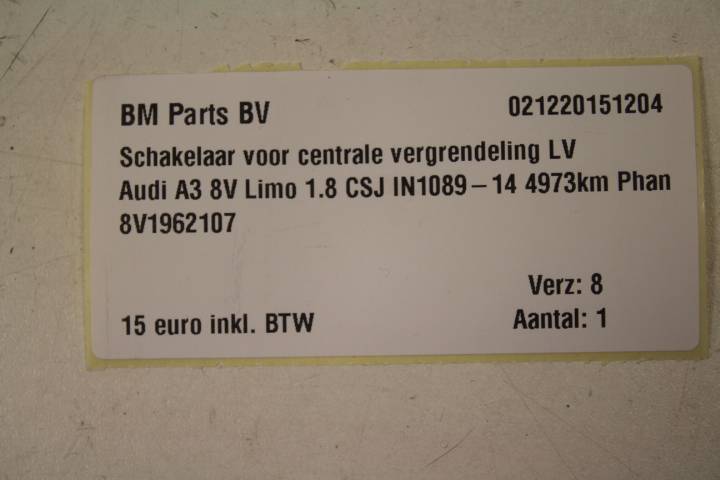 BM Parts BV 021220151204
Schakelaar voor centrale vergrendeling LV
Audi A3 8V Limo 1.8 CSJ IN1089 – 14 4973km Phan
8V1962107
Verz: 8
15 euro inkl. BTW Aantal: 1